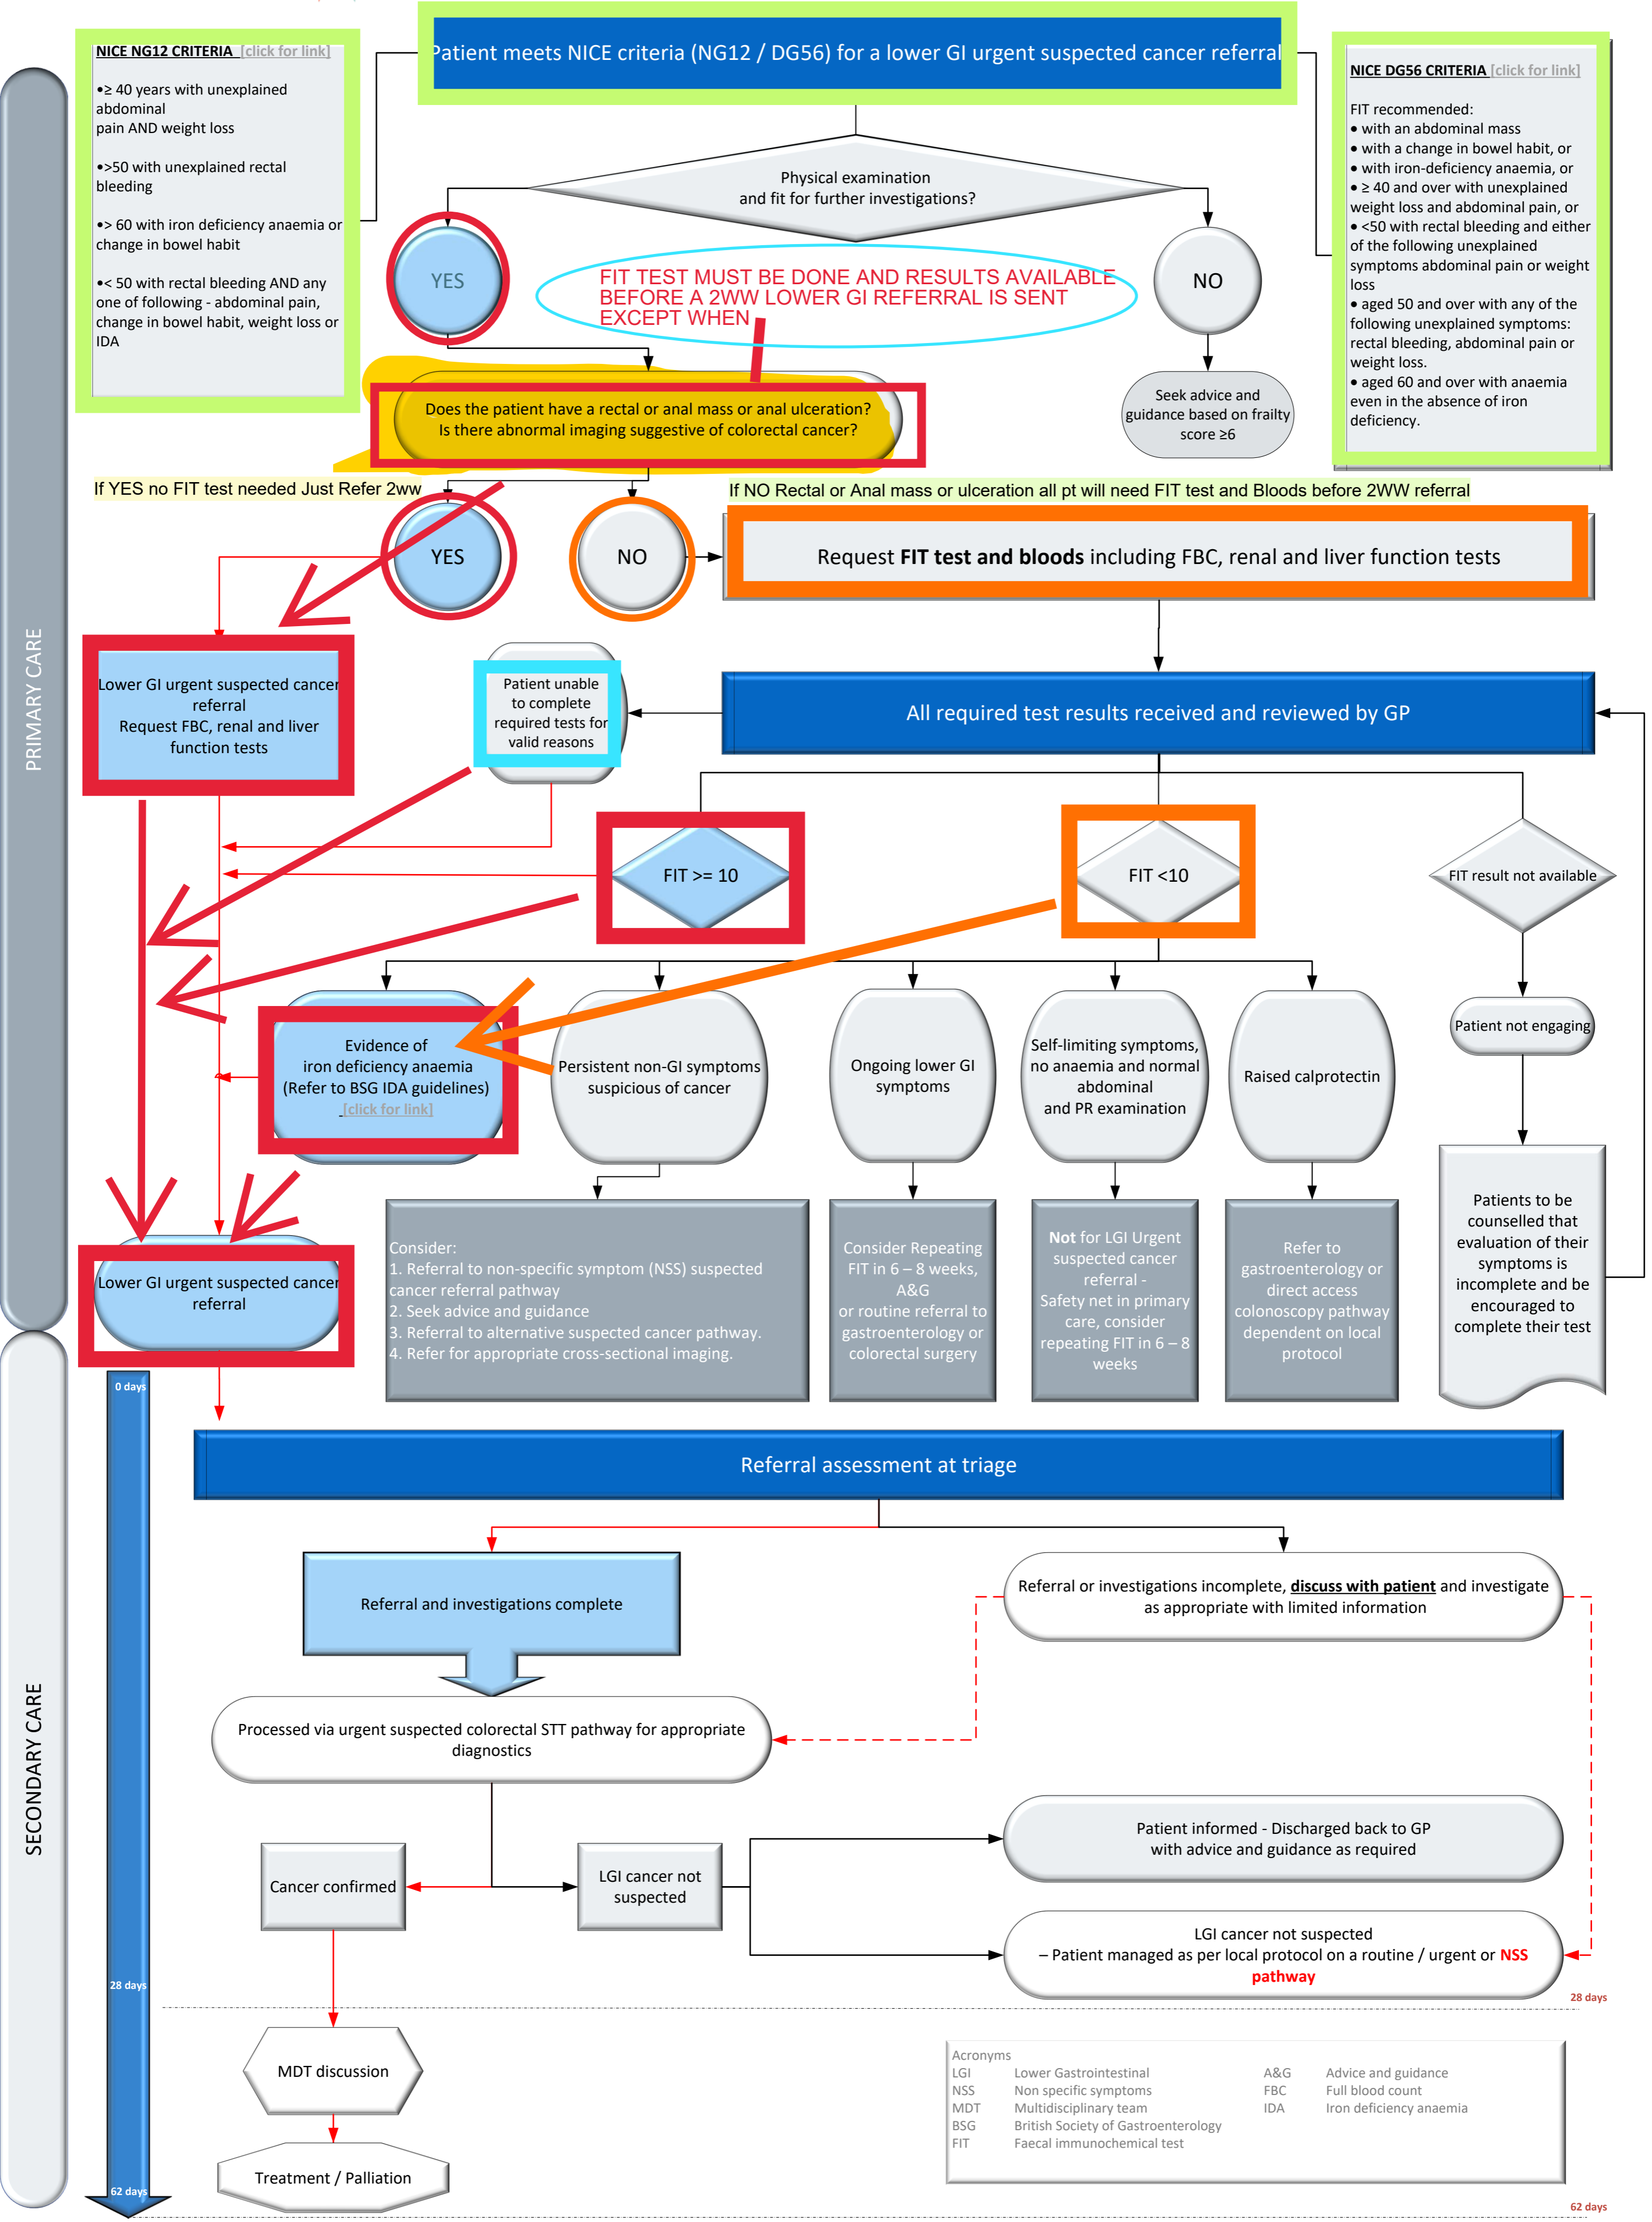 Patient meets NICE criteria (NG12 / DG56) for a lower GI urgent suspected cancer referral
NICE NG12 CRITERIA [click for link]
•≥ 40 years with unexplained
abdominal
pain AND weight loss
•>50 with unexplained rectal
bleeding
•> 60 with iron deficiency anaemia or
change in bowel habit
•< 50 with rectal bleeding AND any
one of following - abdominal pain,
change in bowel habit, weight loss or
IDA
NICE DG56 CRITERIA [click for link]
FIT recommended:
• with an abdominal mass
• with a change in bowel habit, or
• with iron-deficiency anaemia, or
• ≥ 40 and over with unexplained
weight loss and abdominal pain, or
• <50 with rectal bleeding and either
of the following unexplained
symptoms abdominal pain or weight
loss
• aged 50 and over with any of the
following unexplained symptoms:
rectal bleeding, abdominal pain or
weight loss.
• aged 60 and over with anaemia
even in the absence of iron
deficiency.
Physical examination
and fit for further investigations?
YES
FIT TEST MUST BE DONE AND RESULTS AVAILABLE
BEFORE A 2WW LOWER GI REFERRAL IS SENT
EXCEPT WHEN
NO
Seek advice and
guidance based on frailty
score ≥6
Does the patient have a rectal or anal mass or anal ulceration?
Is there abnormal imaging suggestive of colorectal cancer?
If YES no FIT test needed Just Refer 2ww
If NO Rectal or Anal mass or ulceration all pt will need FIT test and Bloods before 2WW referral
YES
NO
Request FIT test and bloods including FBC, renal and liver function tests
PRIMARY CARE
Lower GI urgent suspected cancer
referral
Request FBC, renal and liver
function tests
Patient unable
to complete
required tests for
valid reasons
All required test results received and reviewed by GP
FIT >= 10
FIT <10
FIT result not available
Evidence of
iron deficiency anaemia
(Refer to BSG IDA guidelines)
[click for link]
Persistent non-GI symptoms
suspicious of cancer
Ongoing lower GI
symptoms
Self-limiting symptoms,
no anaemia and normal
abdominal
and PR examination
Raised calprotectin
Patient not engaging
Lower GI urgent suspected cancer
referral
Consider:
1. Referral to non-specific symptom (NSS) suspected
cancer referral pathway
2. Seek advice and guidance
3. Referral to alternative suspected cancer pathway.
4. Refer for appropriate cross-sectional imaging.
Consider Repeating
FIT in 6 – 8 weeks,
A&G
or routine referral to
gastroenterology or
colorectal surgery
Not for LGI Urgent
suspected cancer
referral -
Safety net in primary
care, consider
repeating FIT in 6 – 8
weeks
Refer to
gastroenterology or
direct access
colonoscopy pathway
dependent on local
protocol
Patients to be
counselled that
evaluation of their
symptoms is
incomplete and be
encouraged to
complete their test
0 days
Referral assessment at triage
SECONDARY CARE
Referral and investigations complete
Referral or investigations incomplete, discuss with patient and investigate
as appropriate with limited information
Processed via urgent suspected colorectal STT pathway for appropriate
diagnostics
Cancer confirmed
LGI cancer not
suspected
Patient informed - Discharged back to GP
with advice and guidance as required
LGI cancer not suspected
– Patient managed as per local protocol on a routine / urgent or NSS
pathway
28 days
28 days
MDT discussion
Treatment / Palliation
Acronyms
LGI Lower Gastrointestinal A&G Advice and guidance
NSS Non specific symptoms FBC Full blood count
MDT Multidisciplinary team IDA Iron deficiency anaemia
BSG British Society of Gastroenterology
FIT Faecal immunochemical test
62 days
62 days